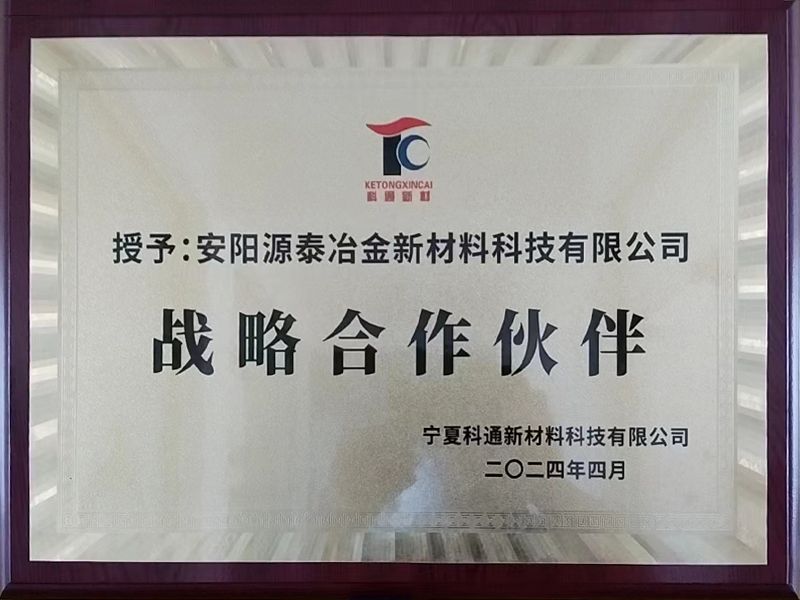 KETONGXINCAI
科通新材
授予：安阳源泰冶金新材料科技有限公司
战略合作伙伴
宁夏科通新材料科技有限公司
二〇二四年四月